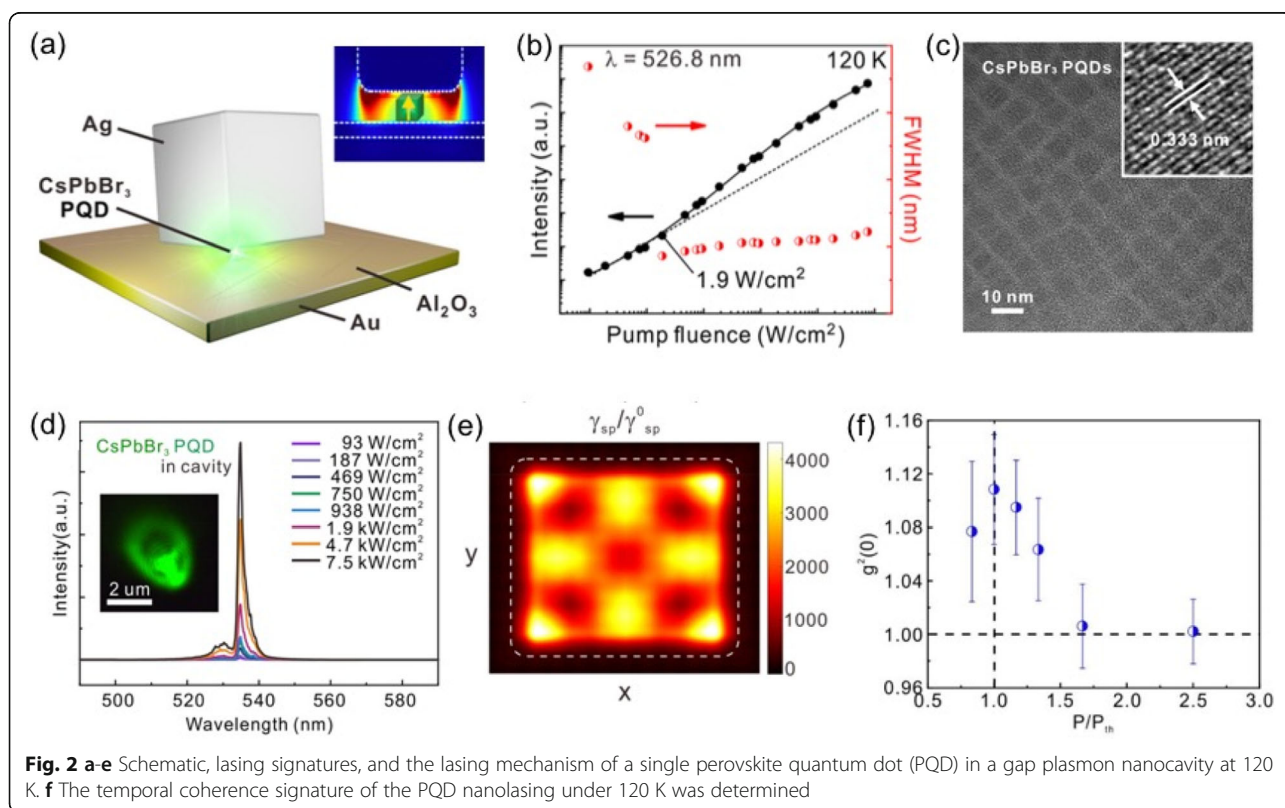 (a)
Ag
CsPbBr₃
PQD
Al₂O₃
Au
(b)
λ = 526.8 nm
120 K
Intensity (a.u.)
FWHM (nm)
1.9 W/cm²
Pump fluence (W/cm²)
(c)
CsPbBr₃ PQDs
0.333 nm
10 nm
(d)
CsPbBr₃ PQD
in cavity
93 W/cm²
187 W/cm²
469 W/cm²
750 W/cm²
938 W/cm²
1.9 kW/cm²
4.7 kW/cm²
7.5 kW/cm²
2 um
Intensity(a.u.)
500 520 540 560 580
Wavelength (nm)
(e)
γsp/γ⁰sp
y
x
4000
3000
2000
1000
0
(f)
g²(0)
1.16
1.12
1.08
1.04
1.00
0.96
0.5 1.0 1.5 2.0 2.5 3.0
P/Pth
Fig. 2 a-e Schematic, lasing signatures, and the lasing mechanism of a single perovskite quantum dot (PQD) in a gap plasmon nanocavity at 120
K. f The temporal coherence signature of the PQD nanolasing under 120 K was determined